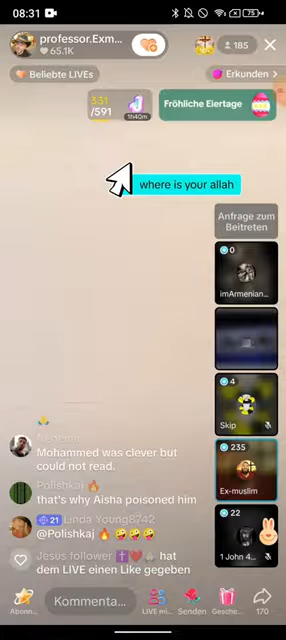 08:31
75
professor.Exm...
65.1K
185
Beliebte LIVEs
Erkunden
331
/591
1h40m
Fröhliche Eiertage
where is your allah
Anfrage zum
Beitreten
0
imArmenian...
4
Skip
235
Ex-muslim
22
1 John 4...
Mohammed was clever but
could not read.
Polishkaj
that's why Aisha poisoned him
21 Linda Young8742
@Polishkaj
Jesus follower hat
dem LIVE einen Like gegeben
Abonn...
Kommenta...
LIVE mi...
Senden
Gesche...
170